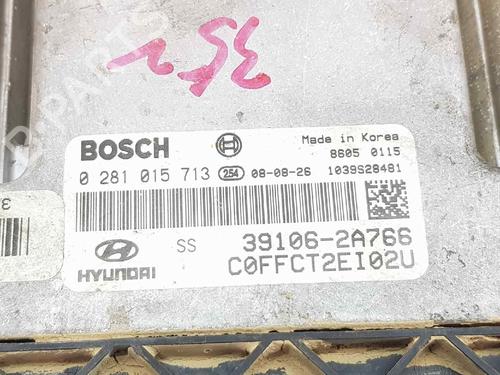 35~
BOSCH
Made in Korea
8605 0115
0 281 015 713 254 08-08-26 1039S28481
SS 39106-2A766
HYUNDAI C0FFCT2EI02U